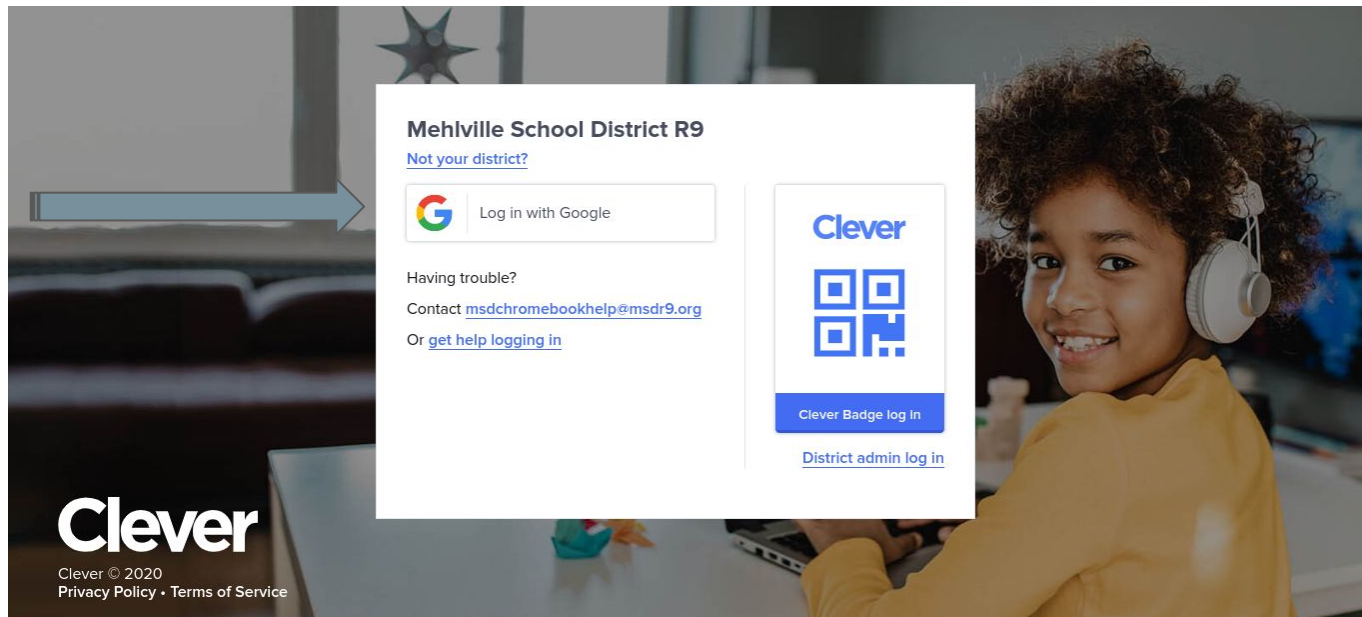 Mehlville School District R9
Not your district?
Log in with Google
Having trouble?
Contact msdchromebookhelp@msdr9.org
Or get help logging in
Clever
Clever Badge log in
District admin log in
Clever
Clever © 2020
Privacy Policy • Terms of Service